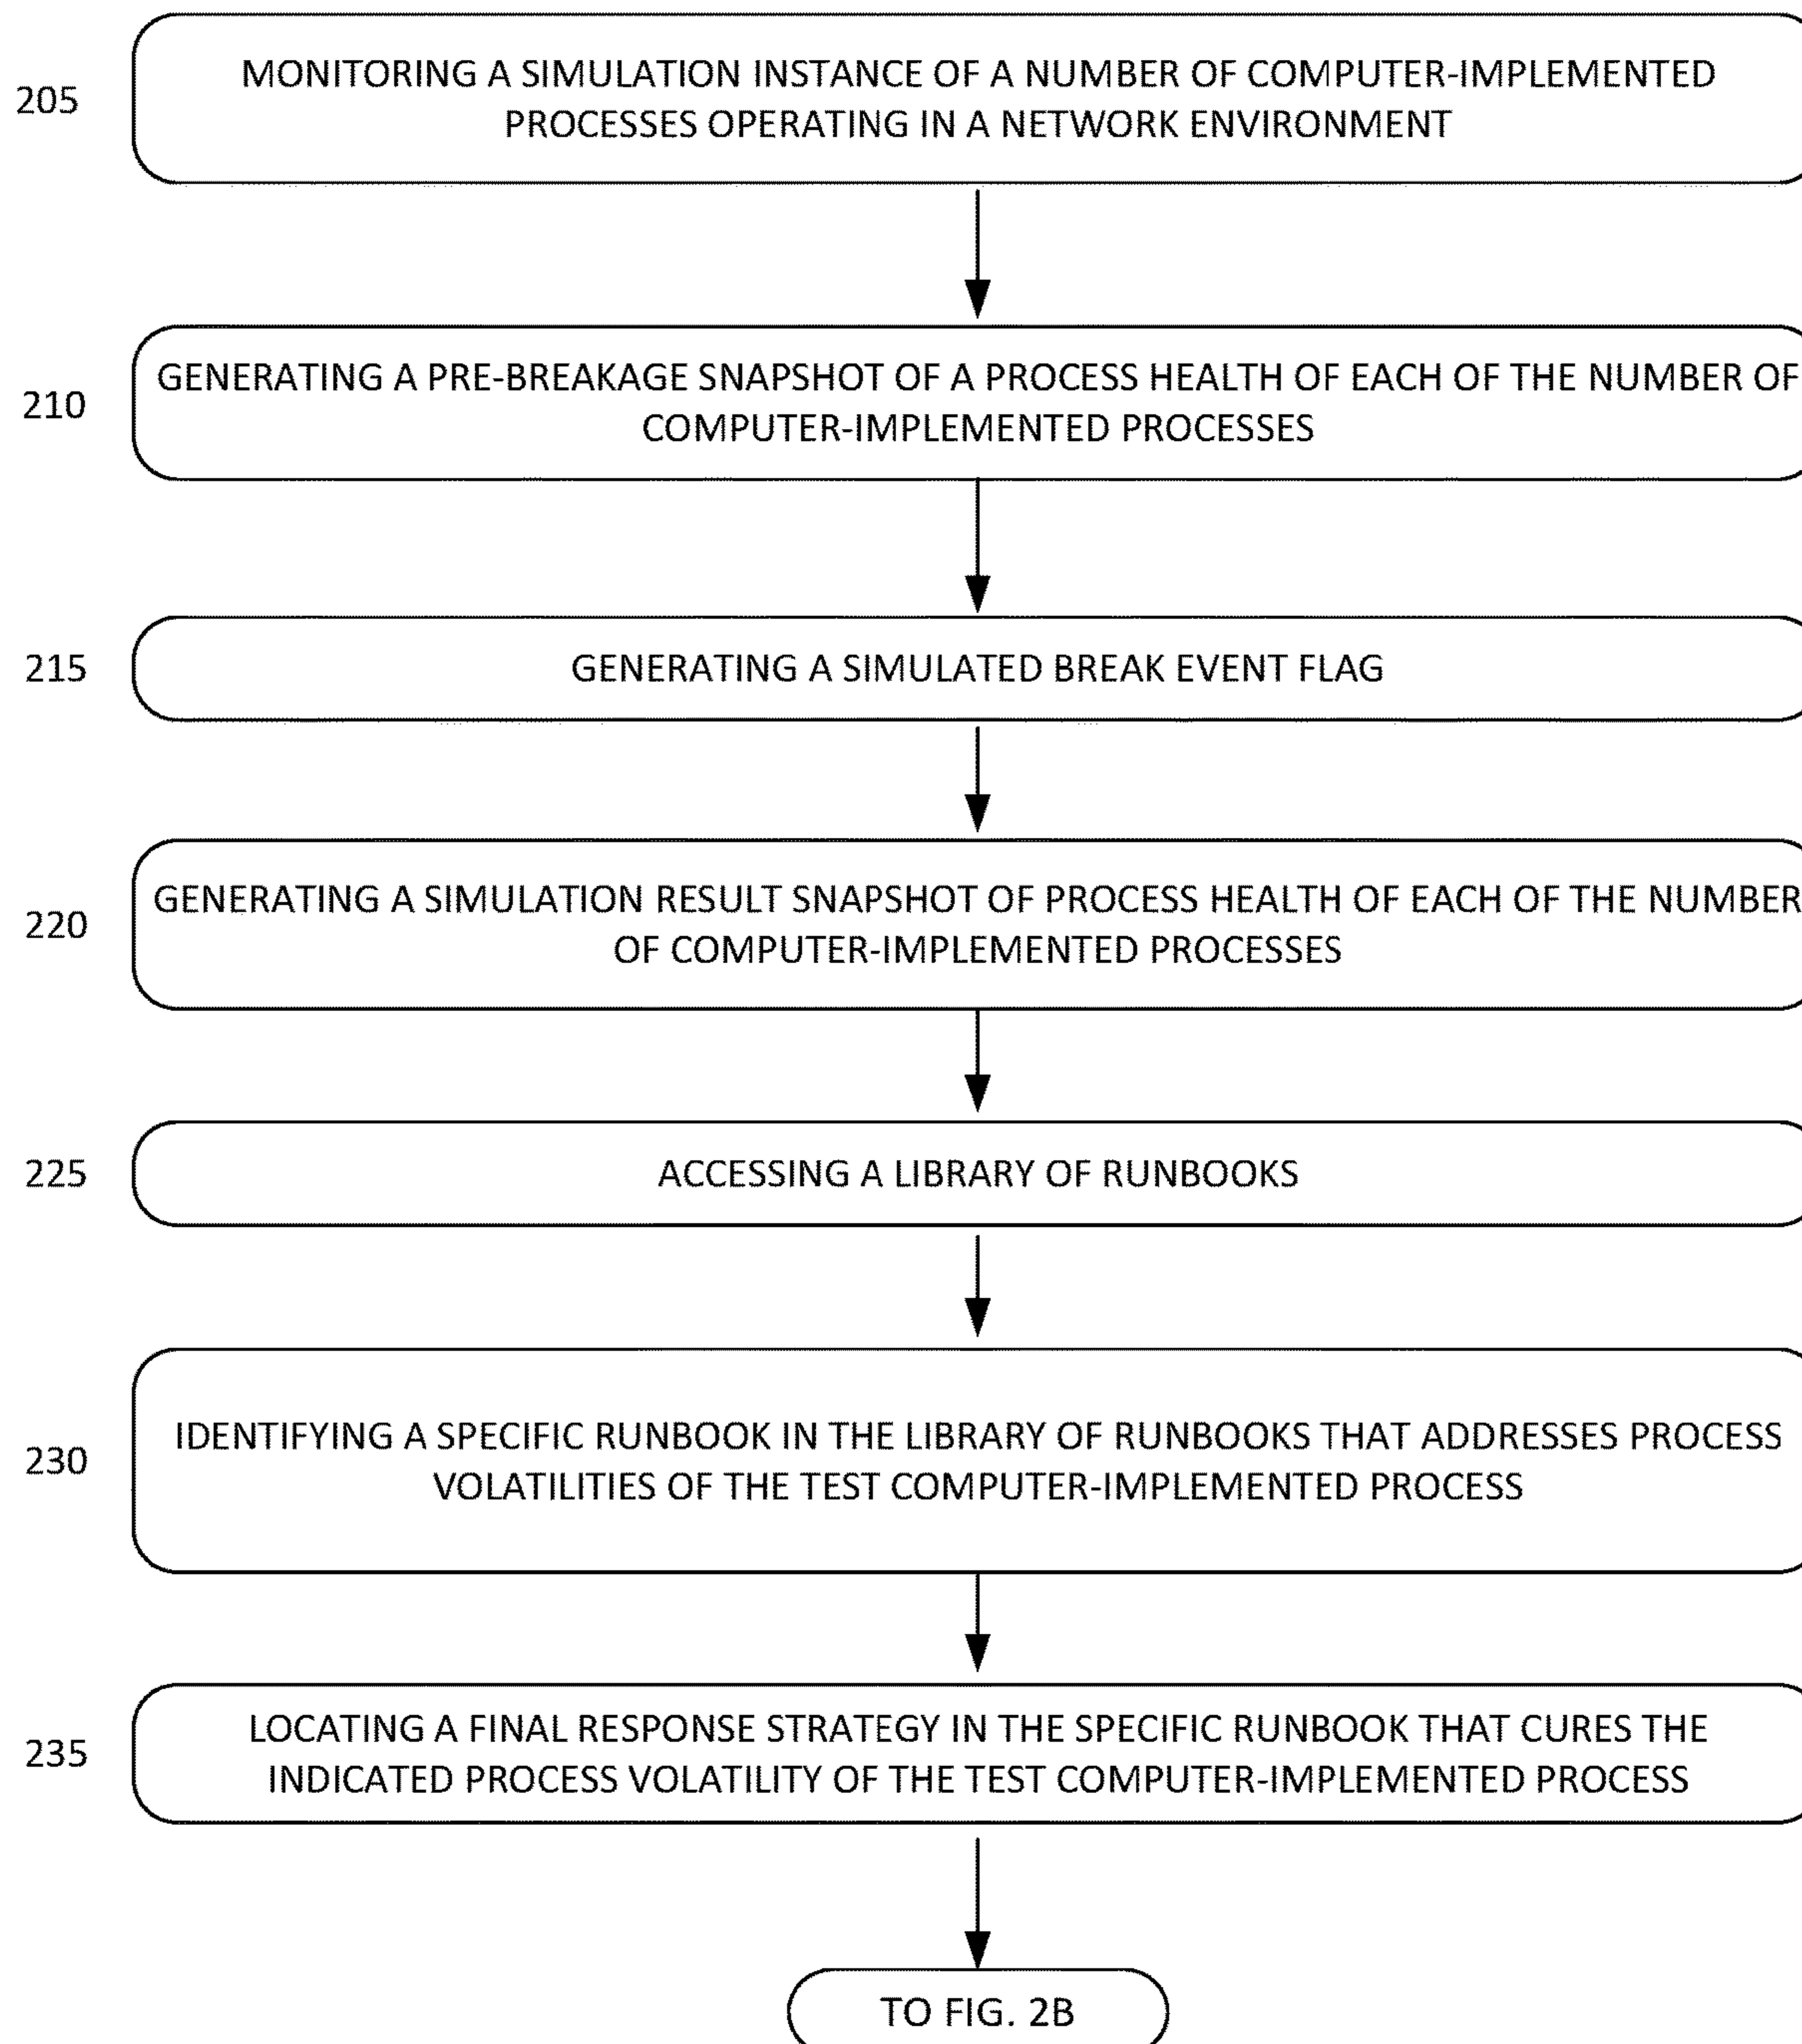 205
MONITORING A SIMULATION INSTANCE OF A NUMBER OF COMPUTER-IMPLEMENTED
PROCESSES OPERATING IN A NETWORK ENVIRONMENT
210
GENERATING A PRE-BREAKAGE SNAPSHOT OF A PROCESS HEALTH OF EACH OF THE NUMBER OF
COMPUTER-IMPLEMENTED PROCESSES
215
GENERATING A SIMULATED BREAK EVENT FLAG
220
GENERATING A SIMULATION RESULT SNAPSHOT OF PROCESS HEALTH OF EACH OF THE NUMBER
OF COMPUTER-IMPLEMENTED PROCESSES
225
ACCESSING A LIBRARY OF RUNBOOKS
230
IDENTIFYING A SPECIFIC RUNBOOK IN THE LIBRARY OF RUNBOOKS THAT ADDRESSES PROCESS
VOLATILITIES OF THE TEST COMPUTER-IMPLEMENTED PROCESS
235
LOCATING A FINAL RESPONSE STRATEGY IN THE SPECIFIC RUNBOOK THAT CURES THE
INDICATED PROCESS VOLATILITY OF THE TEST COMPUTER-IMPLEMENTED PROCESS
TO FIG. 2B